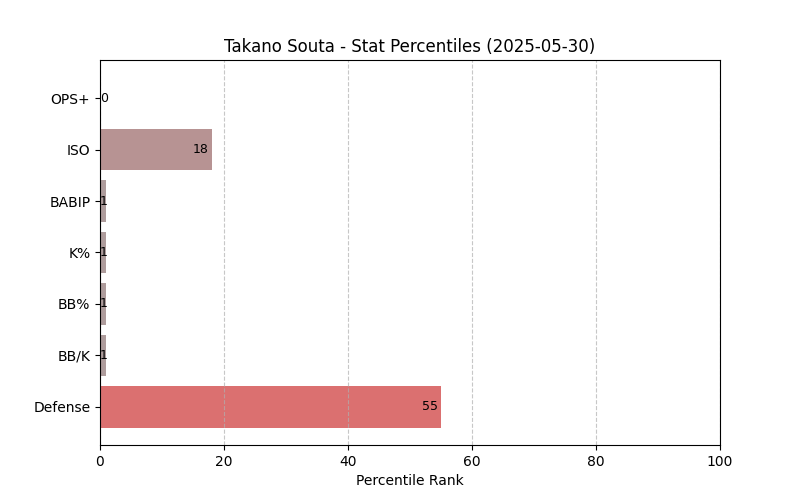 Takano Souta - Stat Percentiles (2025-05-30)
OPS+ 0
ISO 18
BABIP 1
K% 1
BB% 1
BB/K 1
Defense 55
0 20 40 60 80 100
Percentile Rank